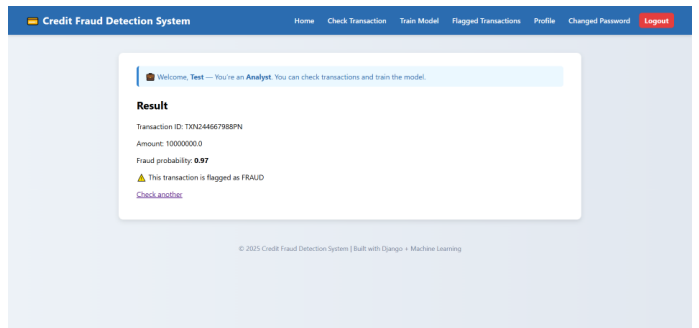 Credit Fraud Detection System
Home Check Transaction Train Model Flagged Transactions Profile Changed Password Logout
Welcome, Test — You're an Analyst. You can check transactions and train the model.
Result
Transaction ID: TXN244667988PN
Amount: 10000000.0
Fraud probability: 0.97
⚠ This transaction is flagged as FRAUD
Check another
© 2025 Credit Fraud Detection System | Built with Django + Machine Learning